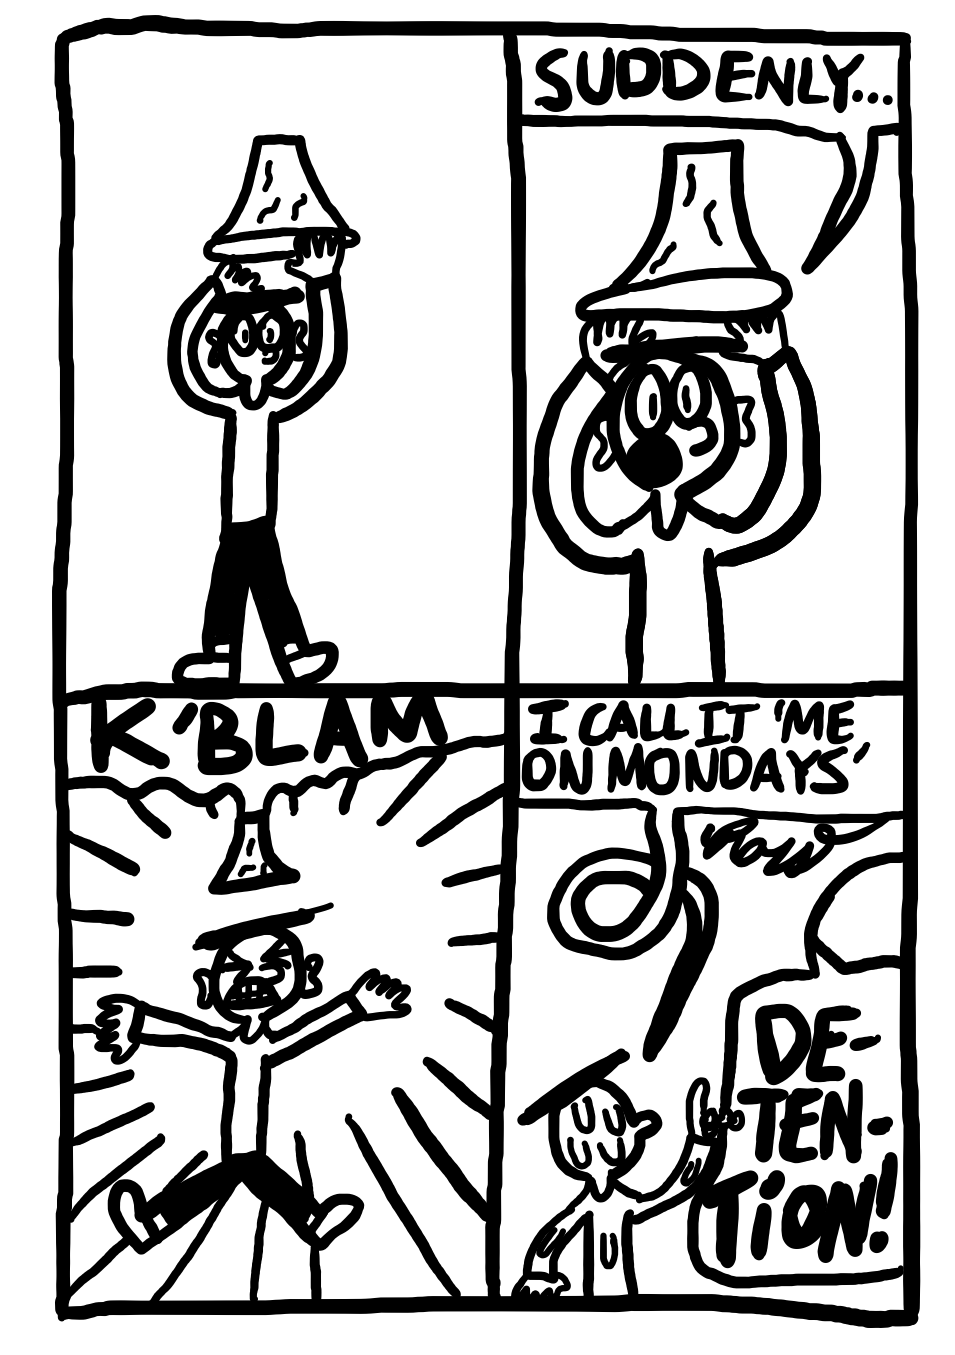 SUDDENLY...
K'BLAM
I CALL IT 'ME
ON MONDAYS'
DE-
TEN-
TiON!